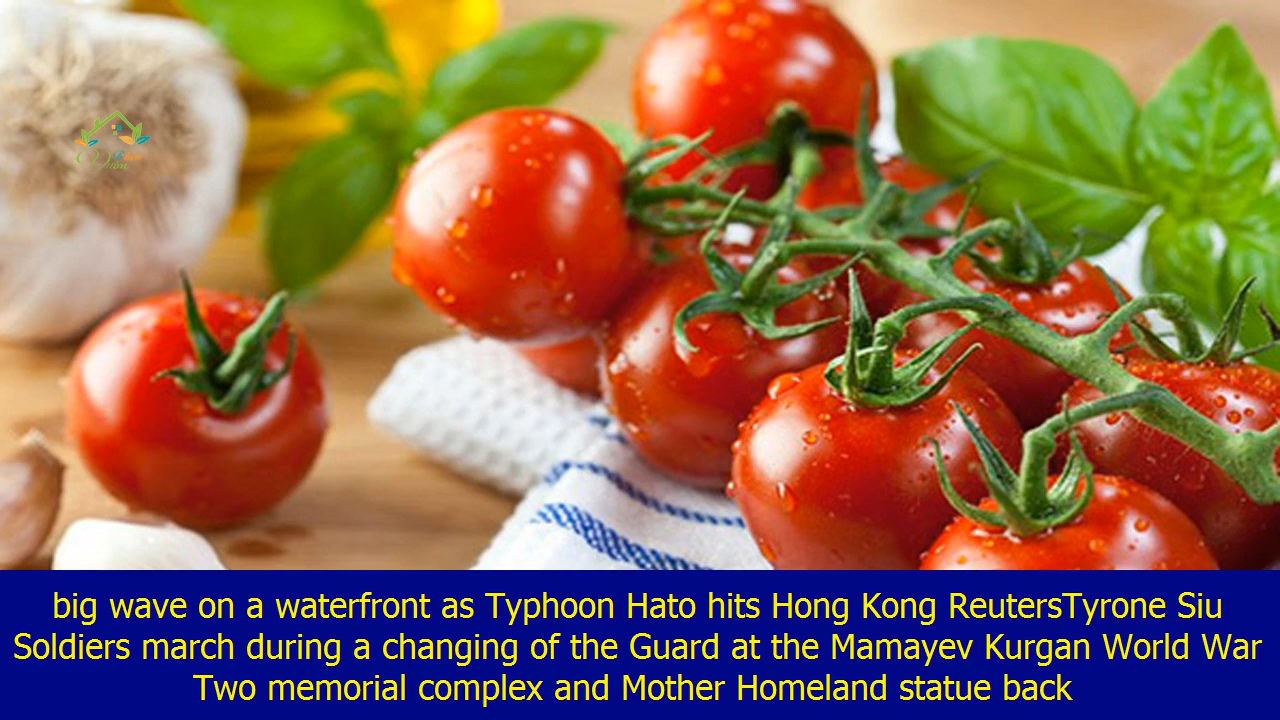 big wave on a waterfront as Typhoon Hato hits Hong Kong ReutersTyrone Siu
Soldiers march during a changing of the Guard at the Mamayev Kurgan World War
Two memorial complex and Mother Homeland statue back